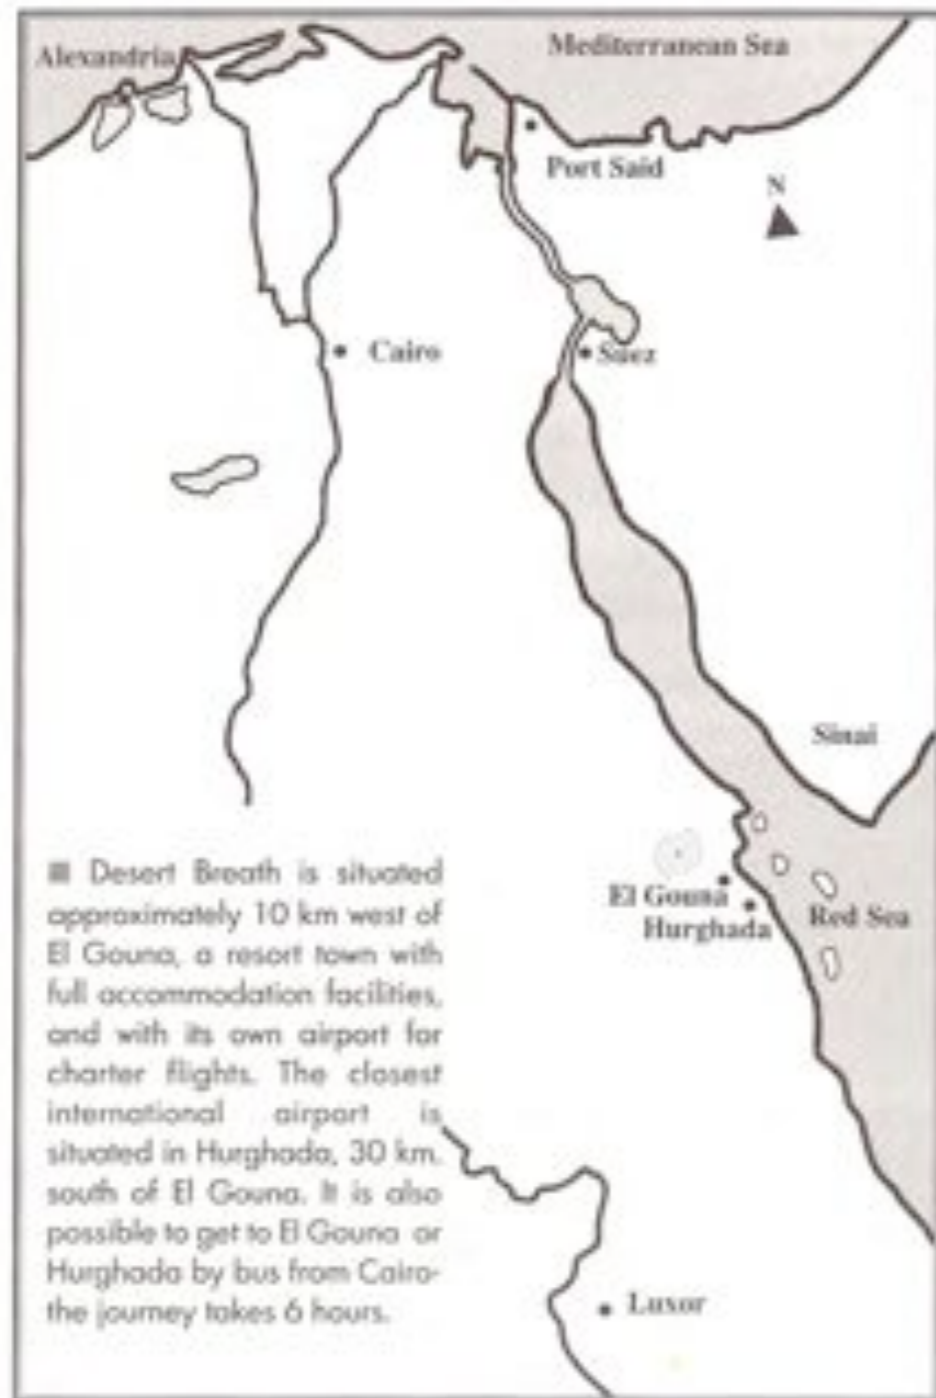 Alexandria
Mediterranean Sea
Port Said
N
Cairo
Suez
Sinai
■ Desert Breath is situated
approximately 10 km west of
El Gouna, a resort town with
full accommodation facilities,
and with its own airport for
charter flights. The closest
international airport is
situated in Hurghada, 30 km.
south of El Gouna. It is also
possible to get to El Gouna or
Hurghada by bus from Cairo-
the journey takes 6 hours.
El Gouna
Hurghada
Red Sea
Luxor